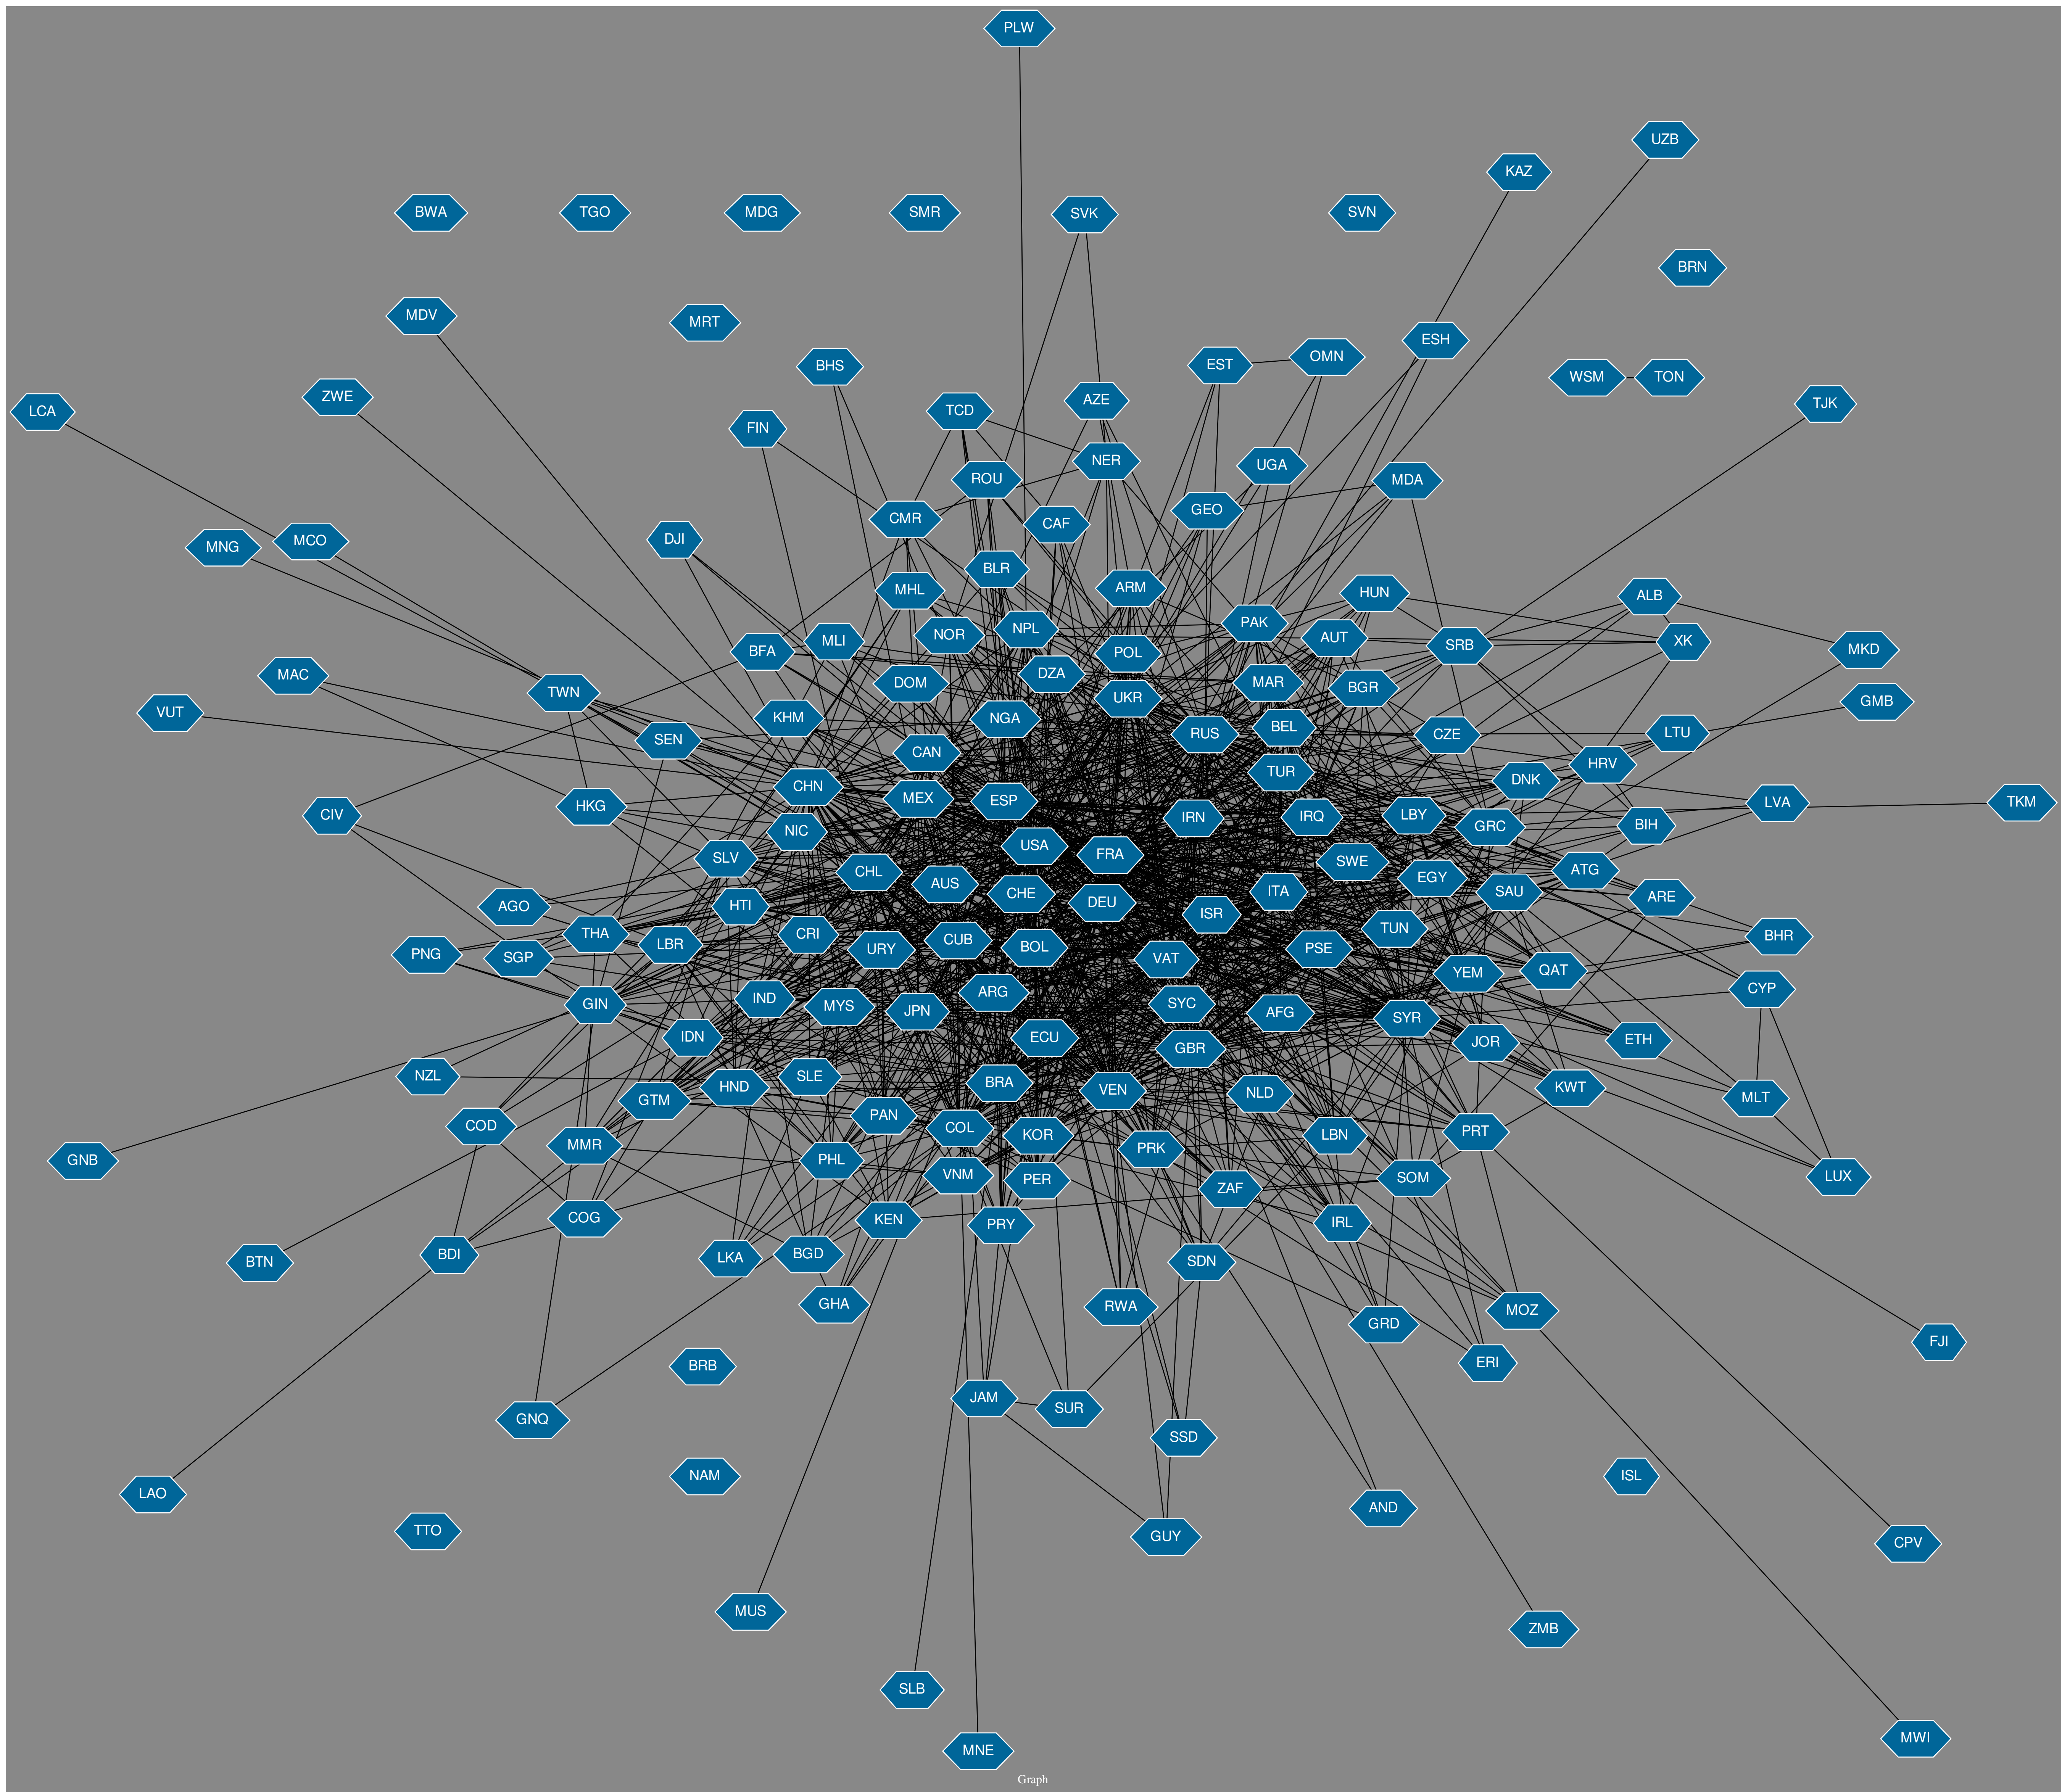 PLW
UZB
KAZ
BWA
TGO
MDG
SMR
SVK
SVN
BRN
MDV
MRT
ESH
BHS
EST
OMN
WSM
TON
ZWE
LCA
TCD
AZE
TJK
FIN
NER
UGA
ROU
MDA
GEO
CMR
CAF
MNG
MCO
DJI
BLR
MHL
ARM
HUN
ALB
NOR
NPL
PAK
AUT
SRB
XK
MKD
BFA
MLI
POL
MAC
TWN
DOM
DZA
UKR
MAR
BGR
GMB
VUT
KHM
NGA
SEN
CAN
RUS
BEL
CZE
LTU
TUR
HRV
CHN
DNK
CIV
HKG
MEX
ESP
IRN
IRQ
LBY
GRC
BIH
LVA
TKM
NIC
USA
FRA
SLV
CHL
AUS
CHE
DEU
ITA
SWE
EGY
SAU
ATG
ARE
AGO
HTI
ISR
PNG
SGP
THA
LBR
CRI
URY
CUB
BOL
VAT
PSE
TUN
BHR
YEM
QAT
CYP
GIN
IND
MYS
JPN
ARG
SYC
AFG
SYR
IDN
ECU
GBR
JOR
ETH
NZL
SLE
HND
BRA
VEN
NLD
KWT
MLT
GTM
PAN
COD
COL
KOR
PRK
LBN
PRT
GNB
MMR
PHL
VNM
PER
ZAF
SOM
LUX
COG
KEN
PRY
IRL
BTN
BDI
LKA
BGD
SDN
GHA
RWA
GRD
MOZ
FJI
BRB
ERI
GNQ
JAM
SUR
SSD
LAO
NAM
ISL
TTO
GUY
AND
CPV
MUS
ZMB
SLB
MNE
MWI
Graph